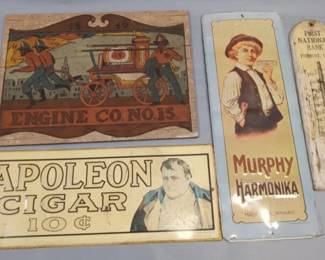 ENGINE CO. NO. 15.
APOLEON
CIGAR
10¢
MURPHY
HARMONIKA
FIRST
NATIONAL
BANK